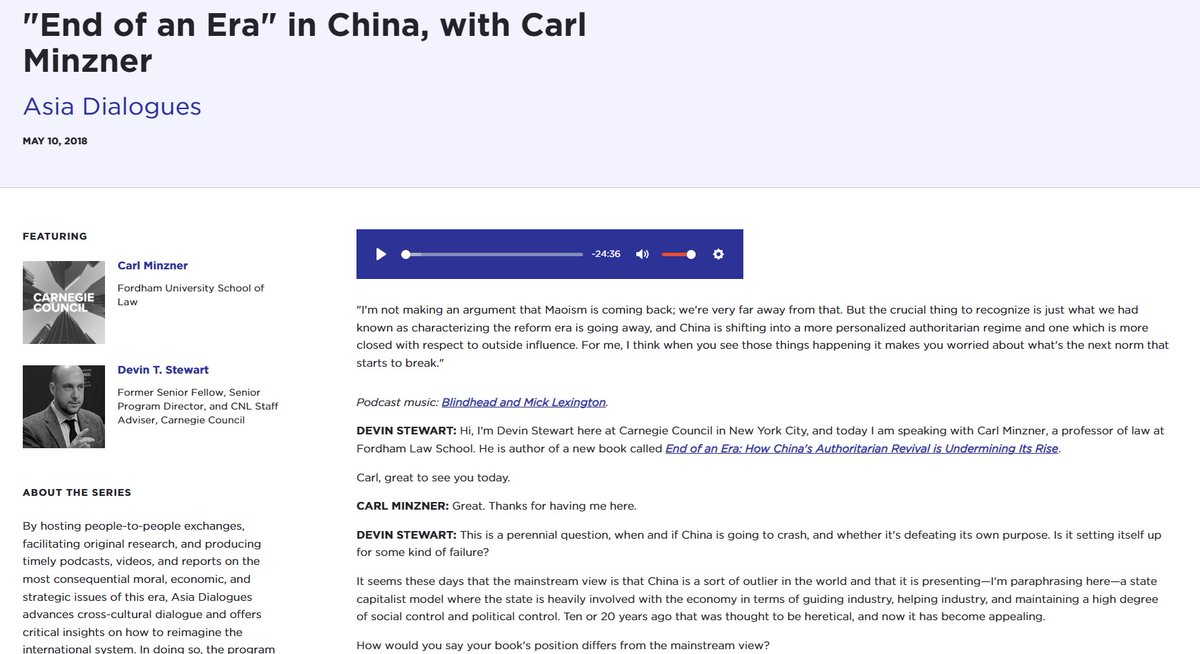 "End of an Era" in China, with Carl
Minzner
Asia Dialogues
MAY 10, 2018
FEATURING
CARNEGIE
COUNCIL
Carl Minzner
Fordham University School of
Law
Devin T. Stewart
Former Senior Fellow, Senior
Program Director, and CNL Staff
Adviser, Carnegie Council
ABOUT THE SERIES
By hosting people-to-people exchanges,
facilitating original research, and producing
timely podcasts, videos, and reports on the
most consequential moral, economic, and
strategic issues of this era, Asia Dialogues
advances cross-cultural dialogue and offers
critical insights on how to reimagine the
international system. In doing so, the program
-24:36
"I'm not making an argument that Maoism is coming back; we're very far away from that. But the crucial thing to recognize is just what we had
known as characterizing the reform era is going away, and China is shifting into a more personalized authoritarian regime and one which is more
closed with respect to outside influence. For me, I think when you see those things happening it makes you worried about what's the next norm that
starts to break."
Podcast music: Blindhead and Mick Lexington.
DEVIN STEWART: Hi, I'm Devin Stewart here at Carnegie Council in New York City, and today I am speaking with Carl Minzner, a professor of law at
Fordham Law School. He is author of a new book called End of an Era: How China's Authoritarian Revival is Undermining Its Rise.
Carl, great to see you today.
CARL MINZNER: Great. Thanks for having me here.
DEVIN STEWART: This is a perennial question, when and if China is going to crash, and whether it's defeating its own purpose. Is it setting itself up
for some kind of failure?
It seems these days that the mainstream view is that China is a sort of outlier in the world and that it is presenting—I'm paraphrasing here—a state
capitalist model where the state is heavily involved with the economy in terms of guiding industry, helping industry, and maintaining a high degree
of social control and political control. Ten or 20 years ago that was thought to be heretical, and now it has become appealing.
How would you say your book's position differs from the mainstream view?